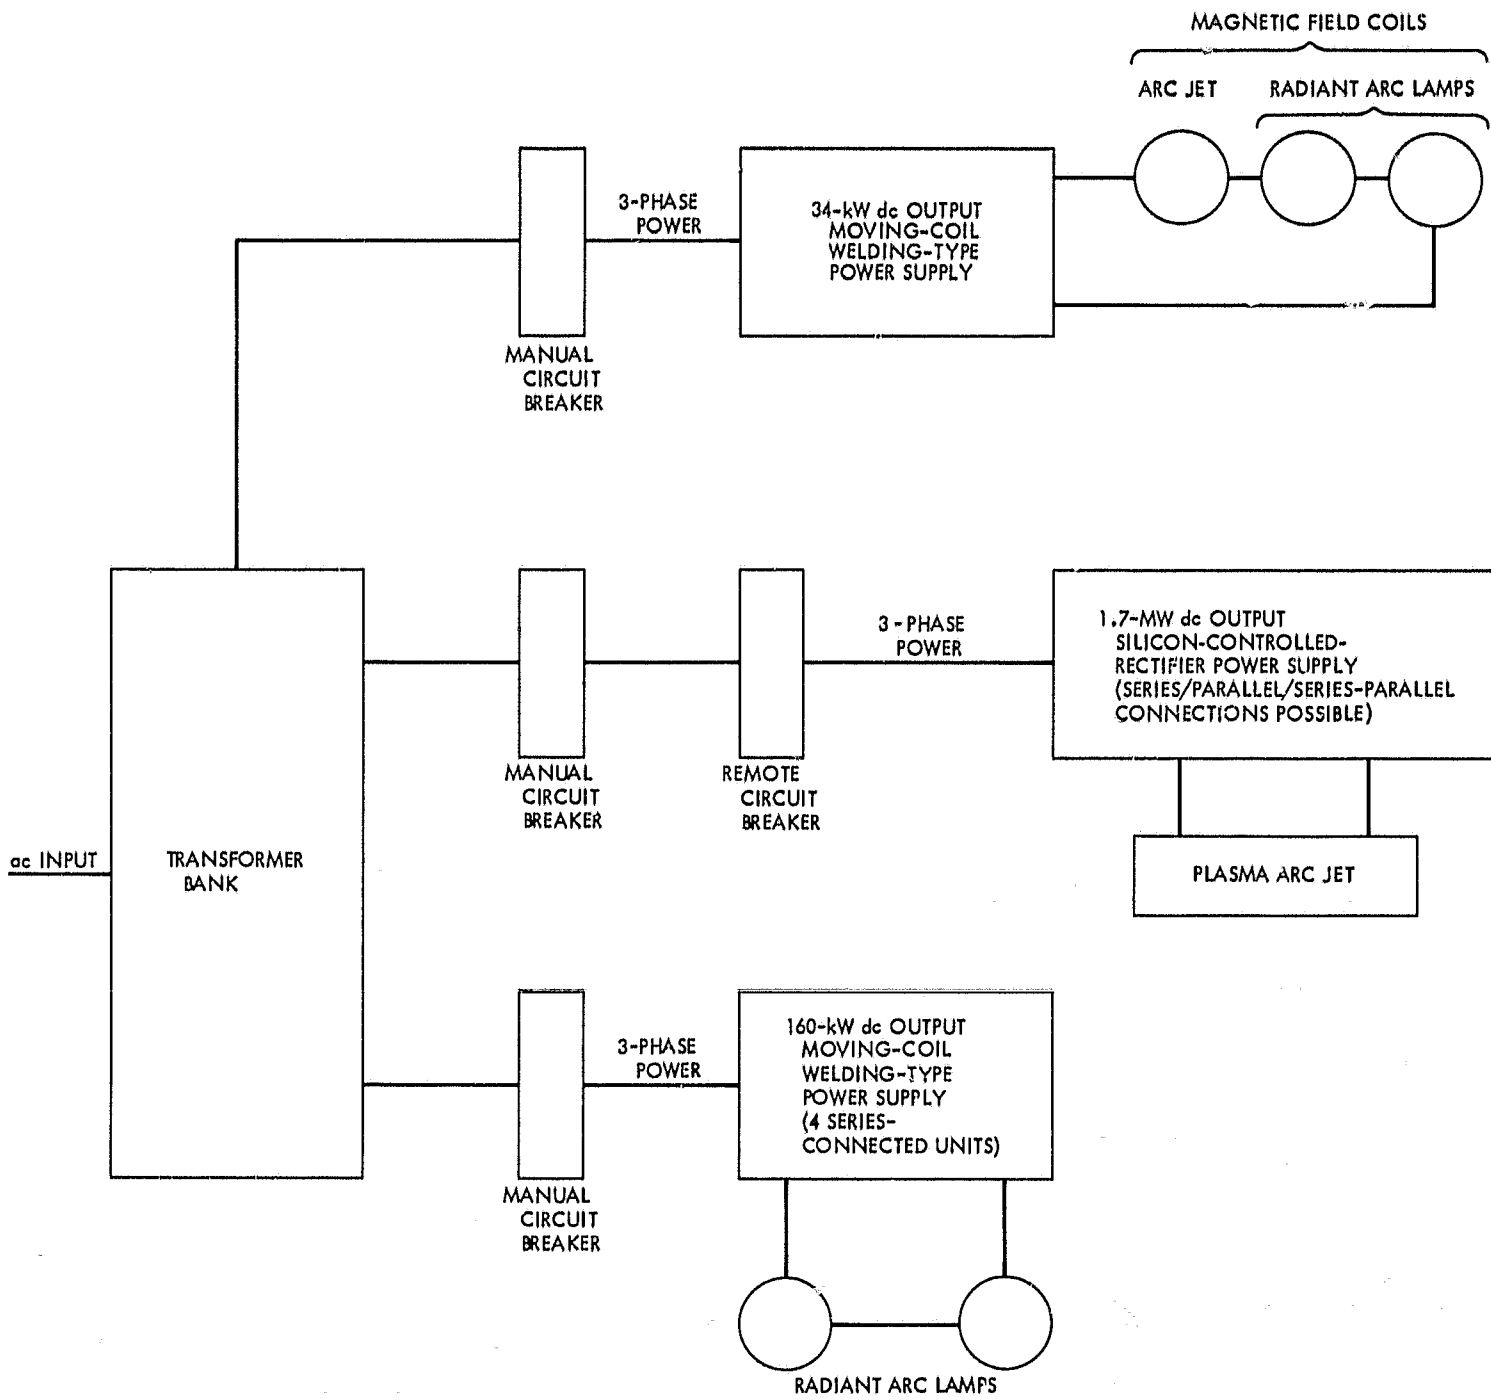 MAGNETIC FIELD COILS
ARC JET
RADIANT ARC LAMPS
3-PHASE
POWER
34-kW dc OUTPUT
MOVING-COIL
WELDING-TYPE
POWER SUPPLY
MANUAL
CIRCUIT
BREAKER
3-PHASE
POWER
1.7-MW dc OUTPUT
SILICON-CONTROLLED-
RECTIFIER POWER SUPPLY
(SERIES/PARALLEL/SERIES-PARALLEL
CONNECTIONS POSSIBLE)
MANUAL
CIRCUIT
BREAKER
REMOTE
CIRCUIT
BREAKER
ac INPUT
TRANSFORMER
BANK
PLASMA ARC JET
3-PHASE
POWER
160-kW dc OUTPUT
MOVING-COIL
WELDING-TYPE
POWER SUPPLY
(4 SERIES-
CONNECTED UNITS)
MANUAL
CIRCUIT
BREAKER
RADIANT ARC LAMPS